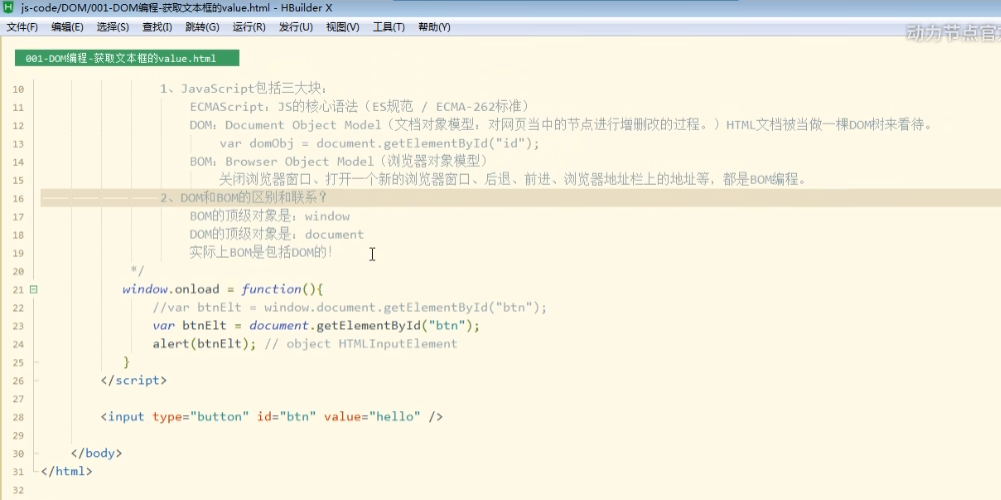 js-code/DOM/001-DOM编程-获取文本框的value.html - HBuilder X
文件(F) 编辑(E) 选择(S) 查找(I) 跳转(G) 运行(R) 发行(U) 视图(V) 工具(T) 帮助(Y)
动力节点官
001-DOM编程-获取文本框的value.html
10 1、JavaScript包括三大块:
11 ECMAScript: JS的核心语法(ES规范 / ECMA-262标准)
12 DOM: Document Object Model(文档对象模型: 对网页当中的节点进行增删改的过程。)HTML文档被当做一棵DOM树来看待。
13 var domObj = document.getElementById("id");
14 BOM: Browser Object Model(浏览器对象模型)
15 关闭浏览器窗口、打开一个新的浏览器窗口、后退、前进、浏览器地址栏上的地址等，都是BOM编程。
16 2、DOM和BOM的区别和联系?
17 BOM的顶级对象是: window
18 DOM的顶级对象是: document
19 实际上BOM是包括DOM的!
20 */
21 window.onload = function(){
22 //var btnElt = window.document.getElementById("btn");
23 var btnElt = document.getElementById("btn");
24 alert(btnElt); // object HTMLInputElement
25 }
26 </script>
27
28 <input type="button" id="btn" value="hello" />
29
30 </body>
31 </html>
32